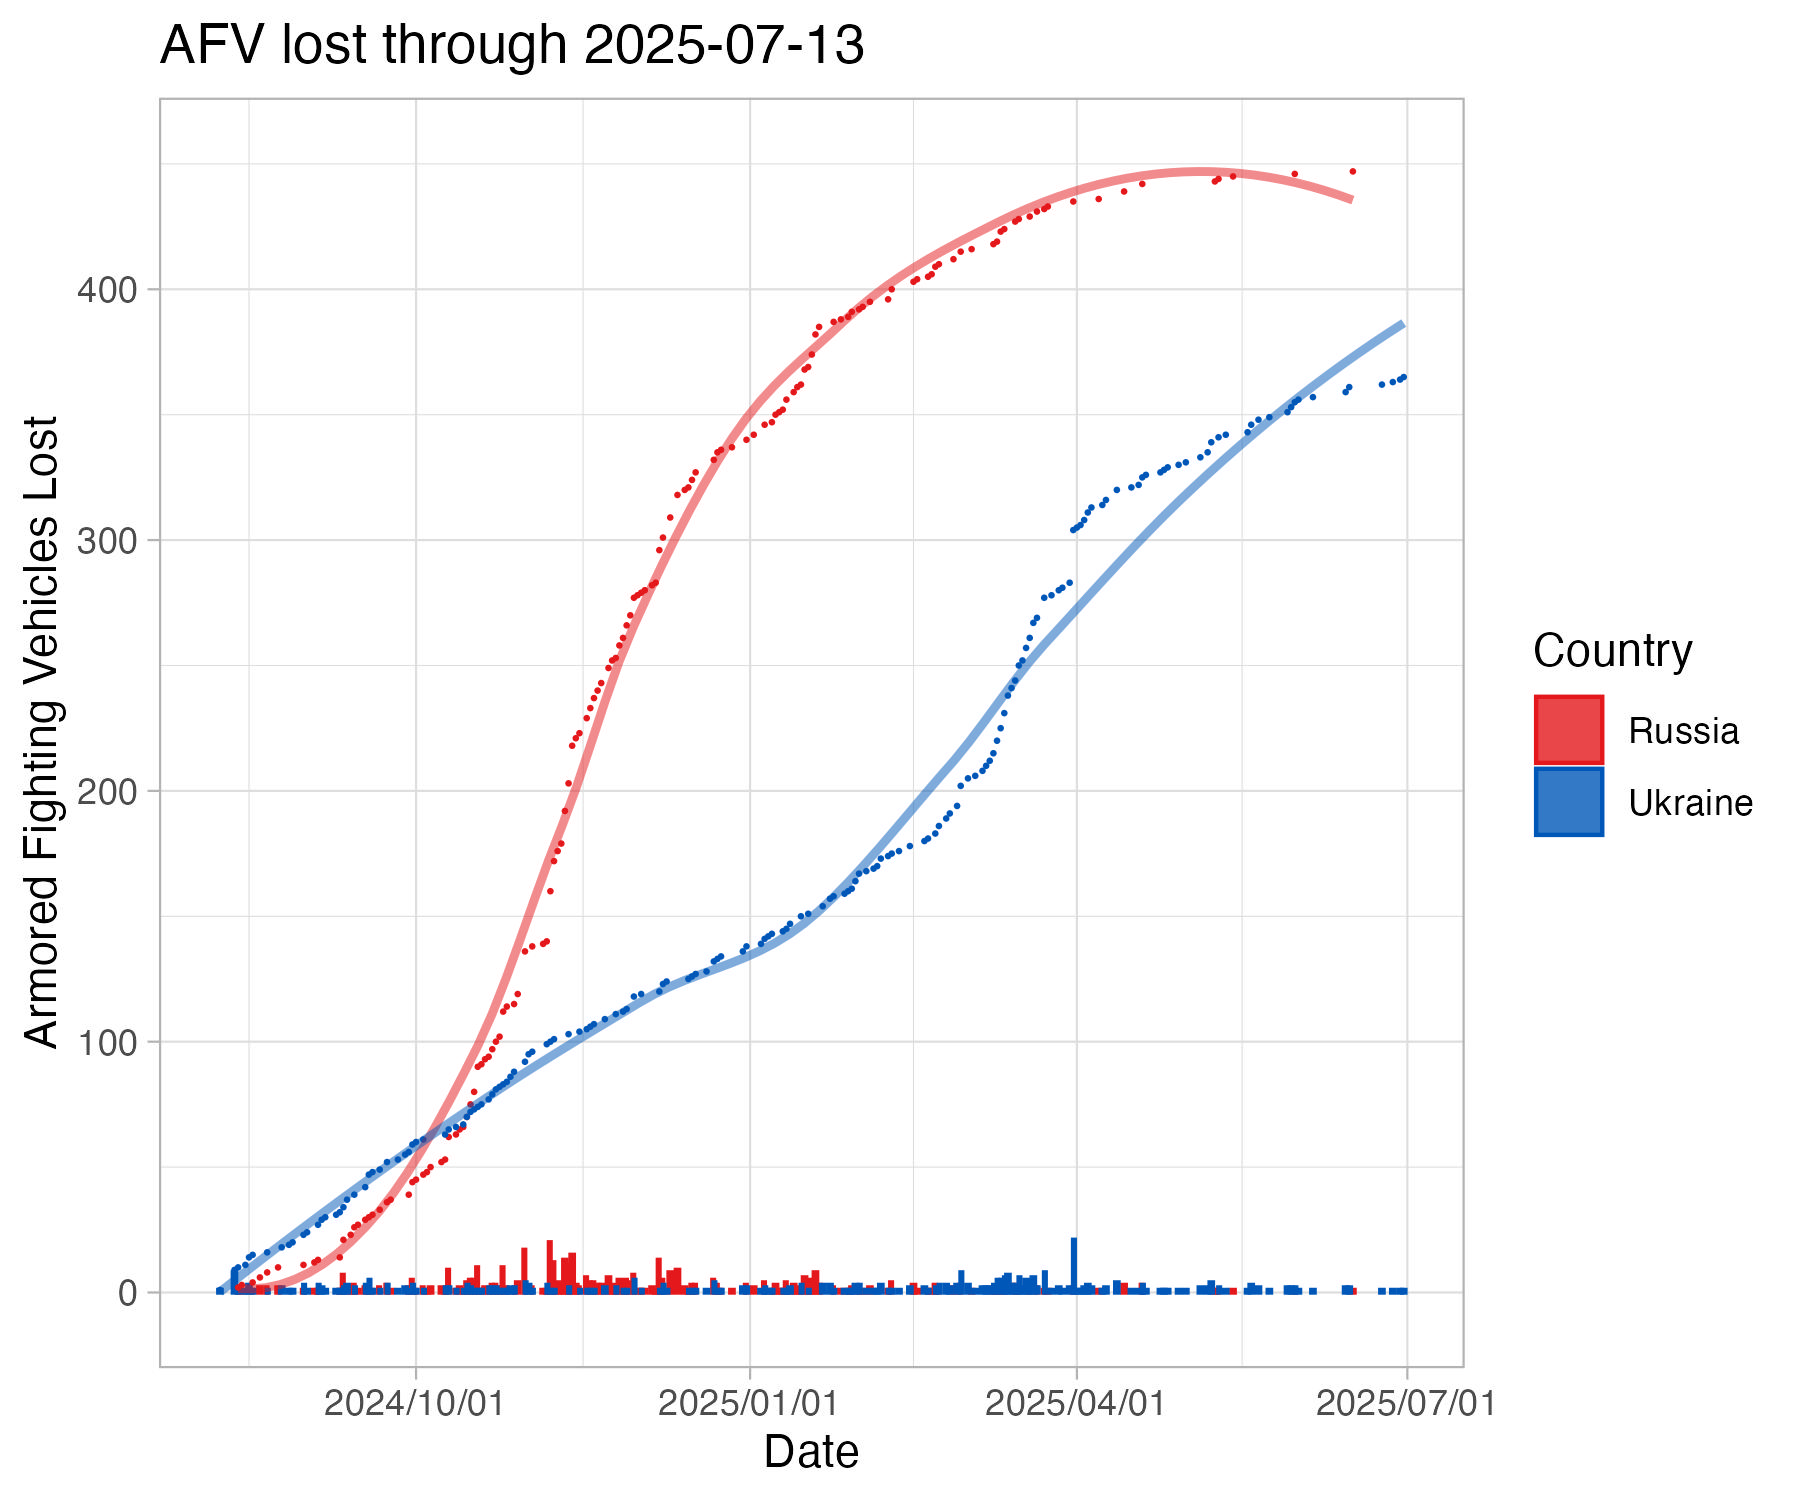 AFV lost through 2025-07-13
Armored Fighting Vehicles Lost
400
300
200
100
0
2024/10/01
2025/01/01
2025/04/01
2025/07/01
Date
Country
Russia
Ukraine